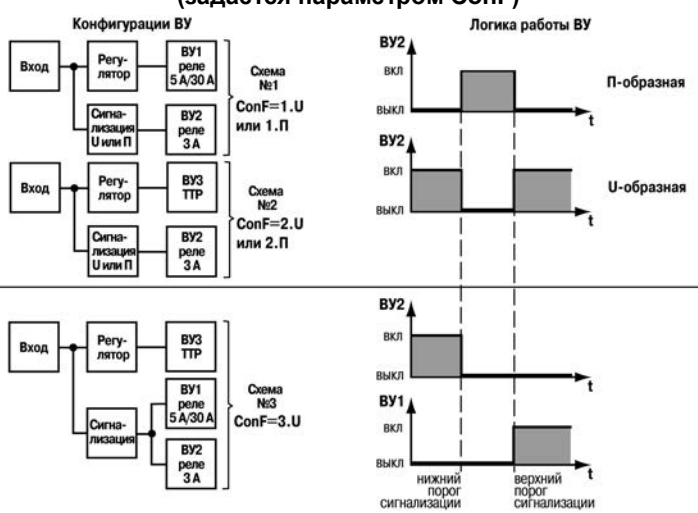 (задается параметром ConF)
Конфигурации ВУ
Логика работы ВУ
Вход
Регу-
лятор
ВУ1
реле
5 А/30 А
Сигна-
лизация
U или П
ВУ2
реле
3 А
Схема
№1
ConF=1.U
или 1.П
ВУ2
ВКЛ
ВЫКЛ
t
П-образная
Вход
Регу-
лятор
ВУ3
ТТР
Сигна-
лизация
U или П
ВУ2
реле
3 А
Схема
№2
ConF=2.U
или 2.П
ВУ2
ВКЛ
ВЫКЛ
t
U-образная
Вход
Регу-
лятор
ВУ3
ТТР
Сигна-
лизация
ВУ1
реле
5 А/30 А
ВУ2
реле
3 А
Схема
№3
ConF=3.U
ВУ2
ВКЛ
ВЫКЛ
t
ВУ1
ВКЛ
ВЫКЛ
t
нижний
порог
сигнализации
верхний
порог
сигнализации